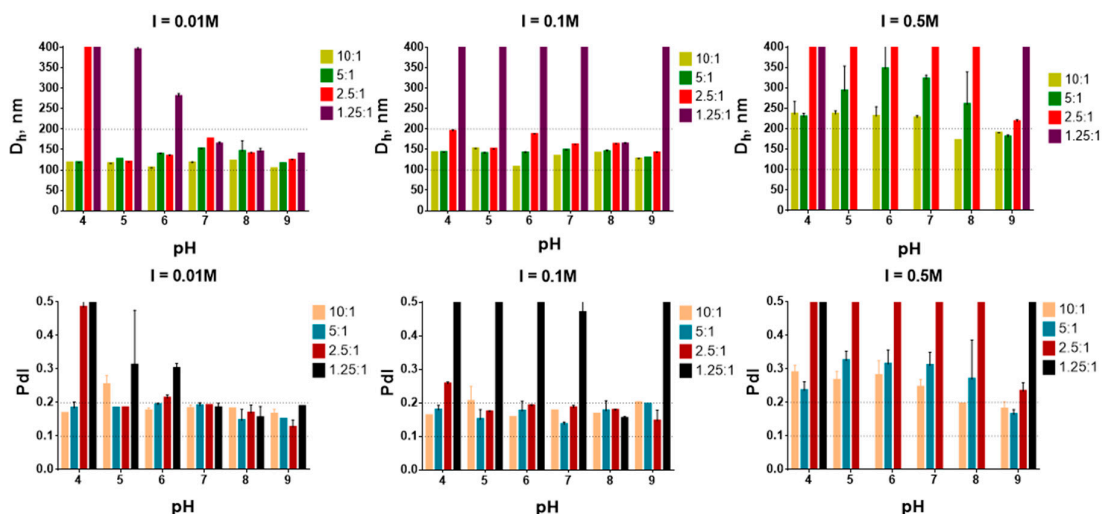 I = 0.01M
400
350
300
250
200
150
100
50
0
Dh, nm
4 5 6 7 8 9
pH
10:1
5:1
2.5:1
1.25:1
I = 0.1M
400
350
300
250
200
150
100
50
0
Dh, nm
4 5 6 7 8 9
pH
10:1
5:1
2.5:1
1.25:1
I = 0.5M
400
350
300
250
200
150
100
50
0
Dh, nm
4 5 6 7 8 9
pH
10:1
5:1
2.5:1
1.25:1
I = 0.01M
0.5
0.4
0.3
0.2
0.1
0.0
PdI
4 5 6 7 8 9
pH
10:1
5:1
2.5:1
1.25:1
I = 0.1M
0.5
0.4
0.3
0.2
0.1
0.0
PdI
4 5 6 7 8 9
pH
10:1
5:1
2.5:1
1.25:1
I = 0.5M
0.5
0.4
0.3
0.2
0.1
0.0
PdI
4 5 6 7 8 9
pH
10:1
5:1
2.5:1
1.25:1